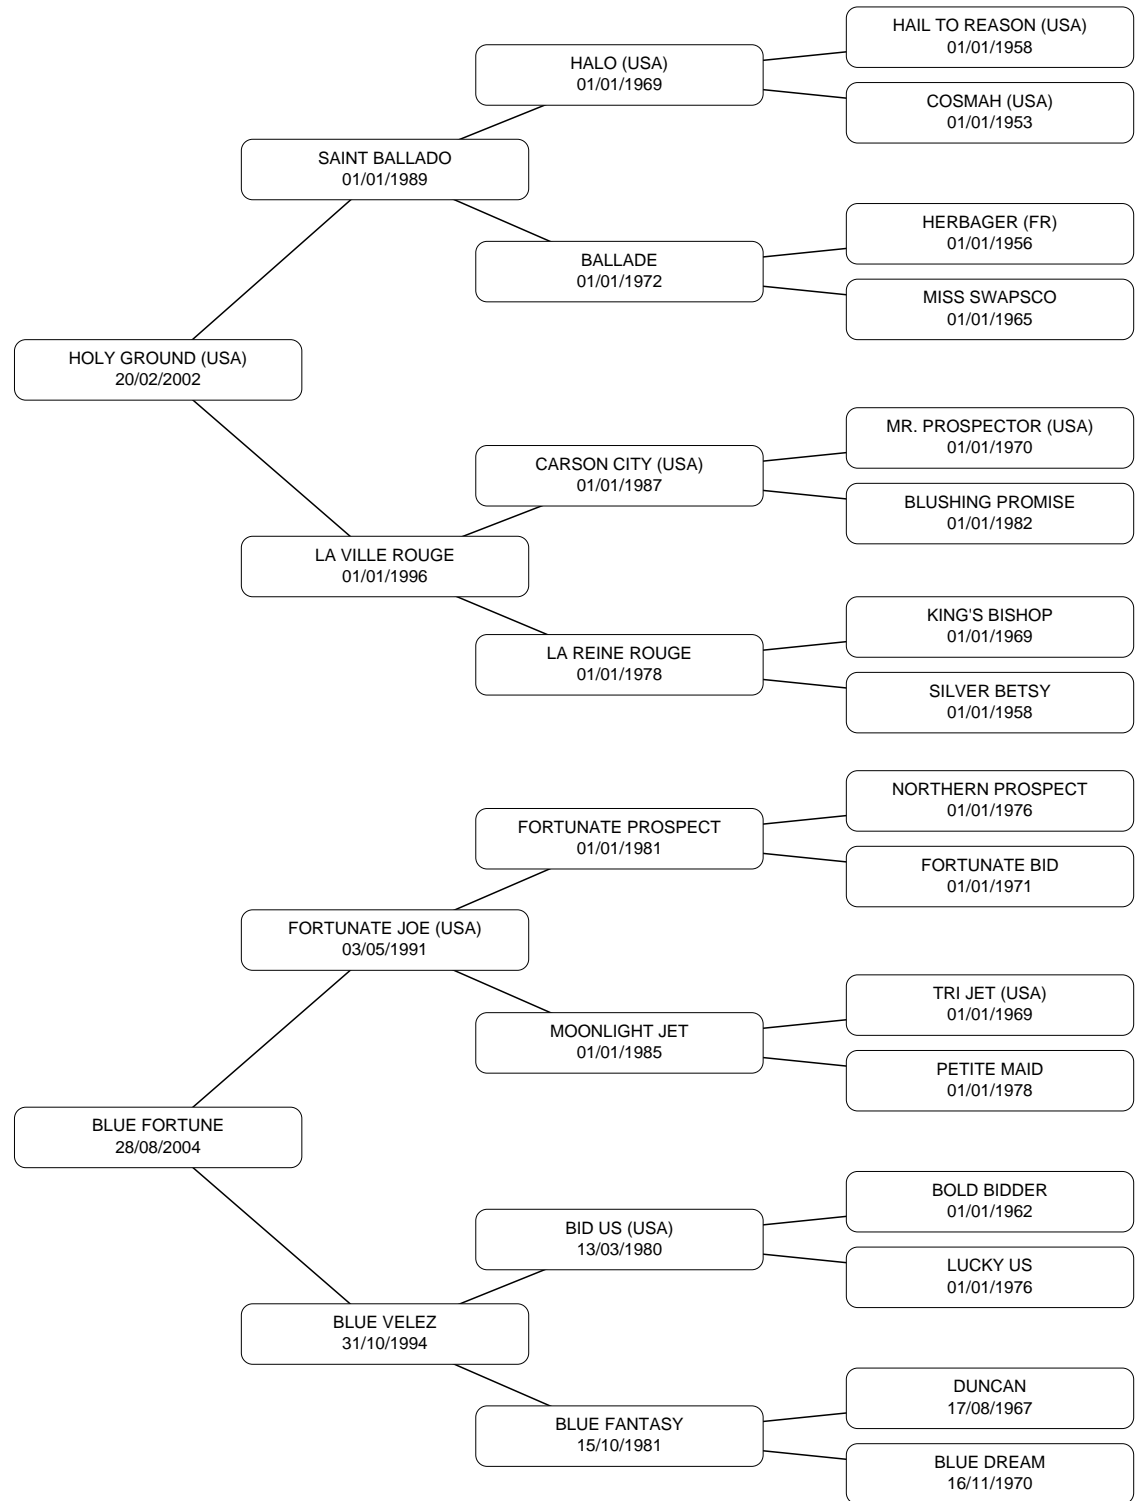 HAIL TO REASON (USA)
01/01/1958
HALO (USA)
01/01/1969
COSMAH (USA)
01/01/1953
SAINT BALLADO
01/01/1989
HERBAGER (FR)
01/01/1956
BALLADE
01/01/1972
MISS SWAPSCO
01/01/1965
HOLY GROUND (USA)
20/02/2002
MR. PROSPECTOR (USA)
01/01/1970
CARSON CITY (USA)
01/01/1987
BLUSHING PROMISE
01/01/1982
LA VILLE ROUGE
01/01/1996
KING'S BISHOP
01/01/1969
LA REINE ROUGE
01/01/1978
SILVER BETSY
01/01/1958
NORTHERN PROSPECT
01/01/1976
FORTUNATE PROSPECT
01/01/1981
FORTUNATE BID
01/01/1971
FORTUNATE JOE (USA)
03/05/1991
TRI JET (USA)
01/01/1969
MOONLIGHT JET
01/01/1985
PETITE MAID
01/01/1978
BLUE FORTUNE
28/08/2004
BOLD BIDDER
01/01/1962
BID US (USA)
13/03/1980
LUCKY US
01/01/1976
BLUE VELEZ
31/10/1994
DUNCAN
17/08/1967
BLUE FANTASY
15/10/1981
BLUE DREAM
16/11/1970